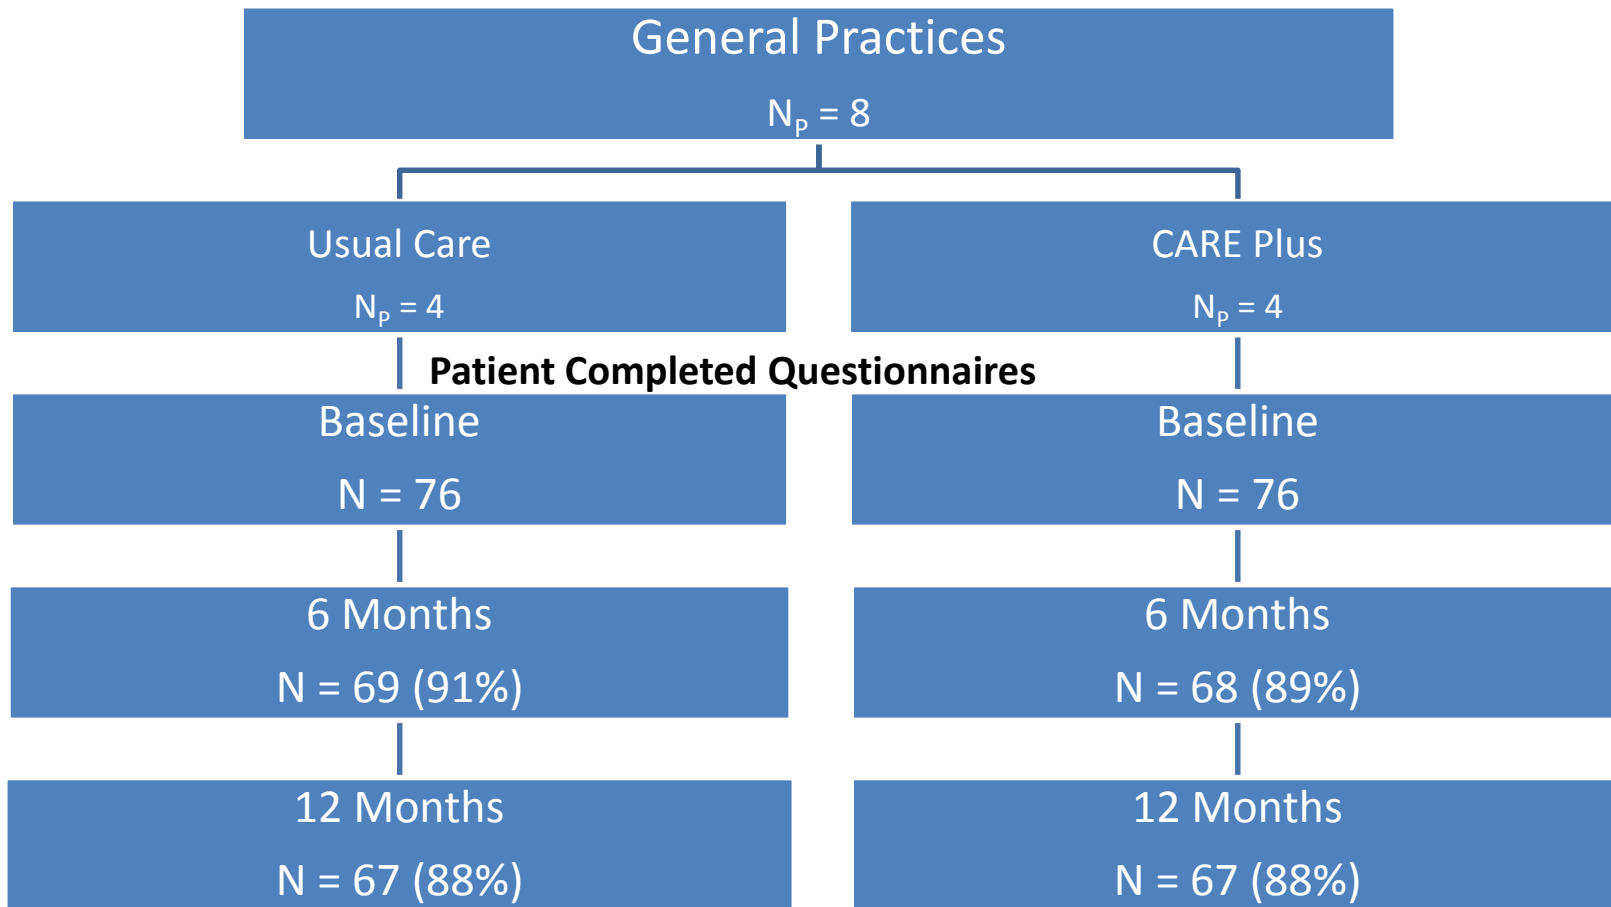 General Practices
Nₚ = 8
Usual Care
Nₚ = 4
CARE Plus
Nₚ = 4
Patient Completed Questionnaires
Baseline
N = 76
Baseline
N = 76
6 Months
N = 69 (91%)
6 Months
N = 68 (89%)
12 Months
N = 67 (88%)
12 Months
N = 67 (88%)